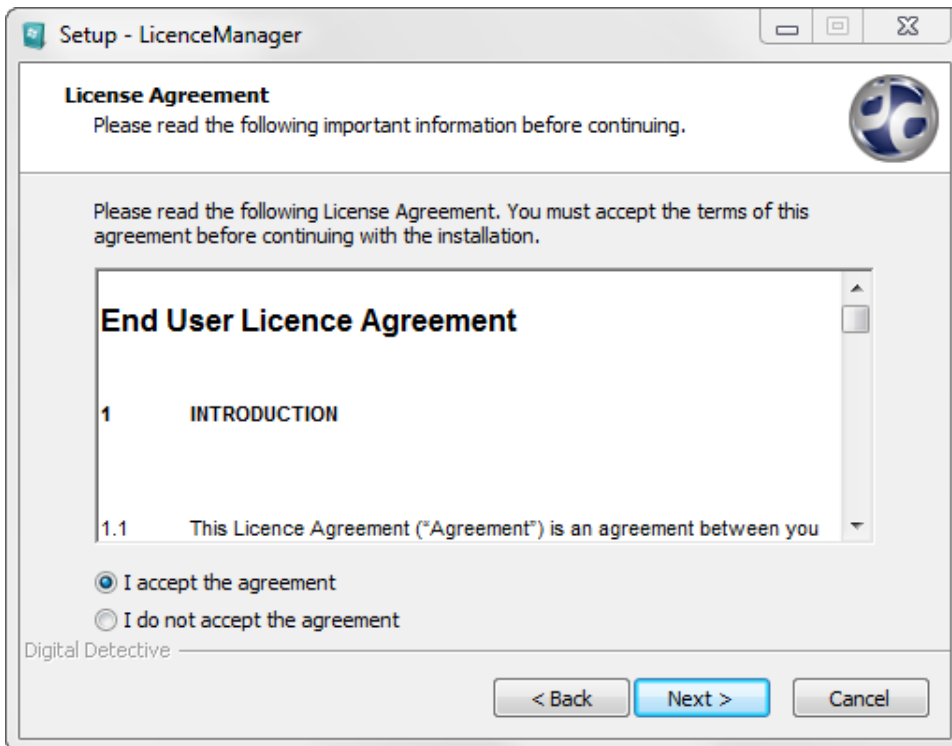 Setup - LicenceManager
License Agreement
Please read the following important information before continuing.
Please read the following License Agreement. You must accept the terms of this
agreement before continuing with the installation.
End User Licence Agreement
1 INTRODUCTION
1.1 This Licence Agreement (“Agreement”) is an agreement between you
I accept the agreement
I do not accept the agreement
Digital Detective
< Back Next > Cancel